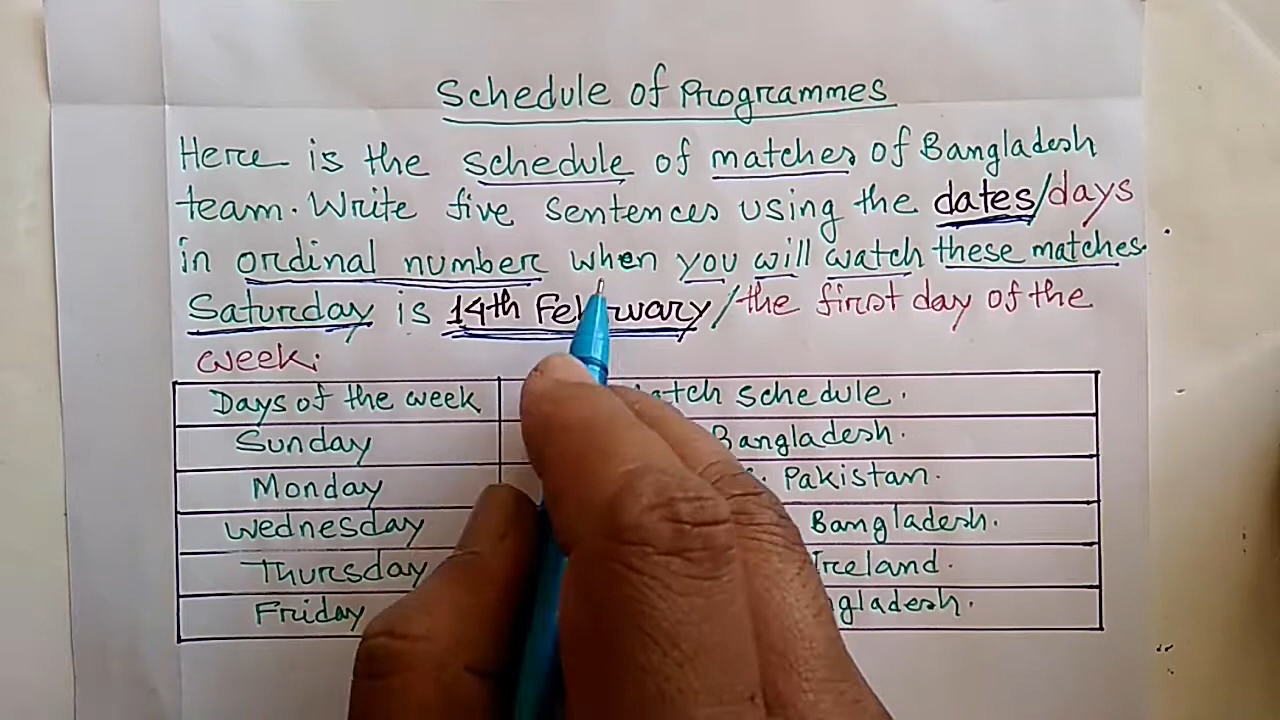 Schedule of Programmes
Here is the schedule of matches of Bangladesh
team. Write five sentences using the dates/days
in ordinal number when you will watch these matches.
Saturday is 14th February/the first day of the
week:
Days of the week schedule.
Sunday Bangladesh.
Monday Pakistan.
Wednesday Bangladesh.
Thursday Ireland.
Friday